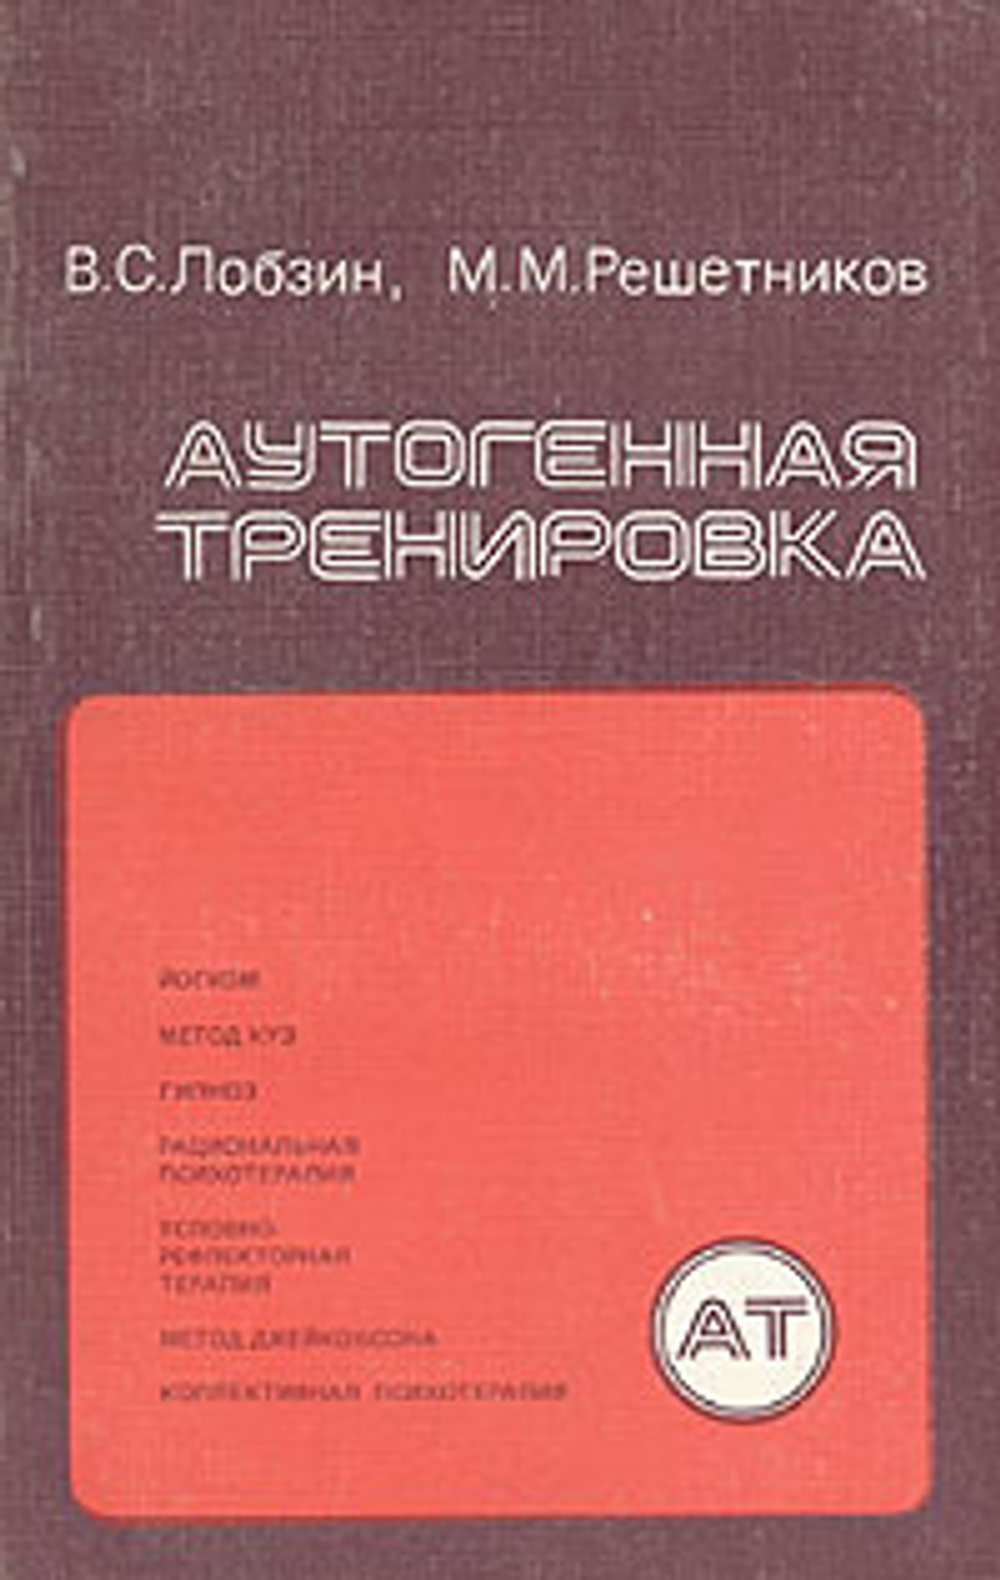 В.С.Лобзин, М.М.Решетников
АУТОГЕННАЯ
ТРЕНИРОВКА
ЙОГИЗМ
МЕТОД КУЭ
ГИПНОЗ
РАЦИОНАЛЬНАЯ
ПСИХОТЕРАПИЯ
УСЛОВНО-
РЕФЛЕКТОРНАЯ
ТЕРАПИЯ
МЕТОД ДЖЕЙКОБСОНА
КОЛЛЕКТИВНАЯ ПСИХОТЕРАПИЯ
АТ